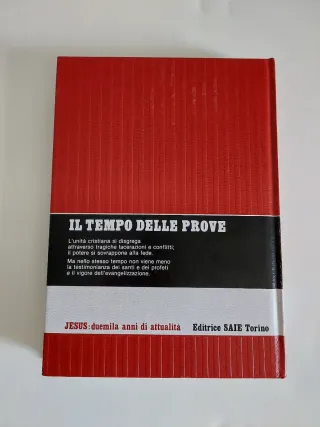 IL TEMPO DELLE PROVE
L'unità cristiana si disgrega
attraverso tragiche lacerazioni e conflitti;
il potere si sovrappone alla fede.
Ma nello stesso tempo non viene meno
la testimonianza dei santi e dei profeti
e il vigore dell'evangelizzazione.
JESUS: duemila anni di attualità Editrice SAIE Torino